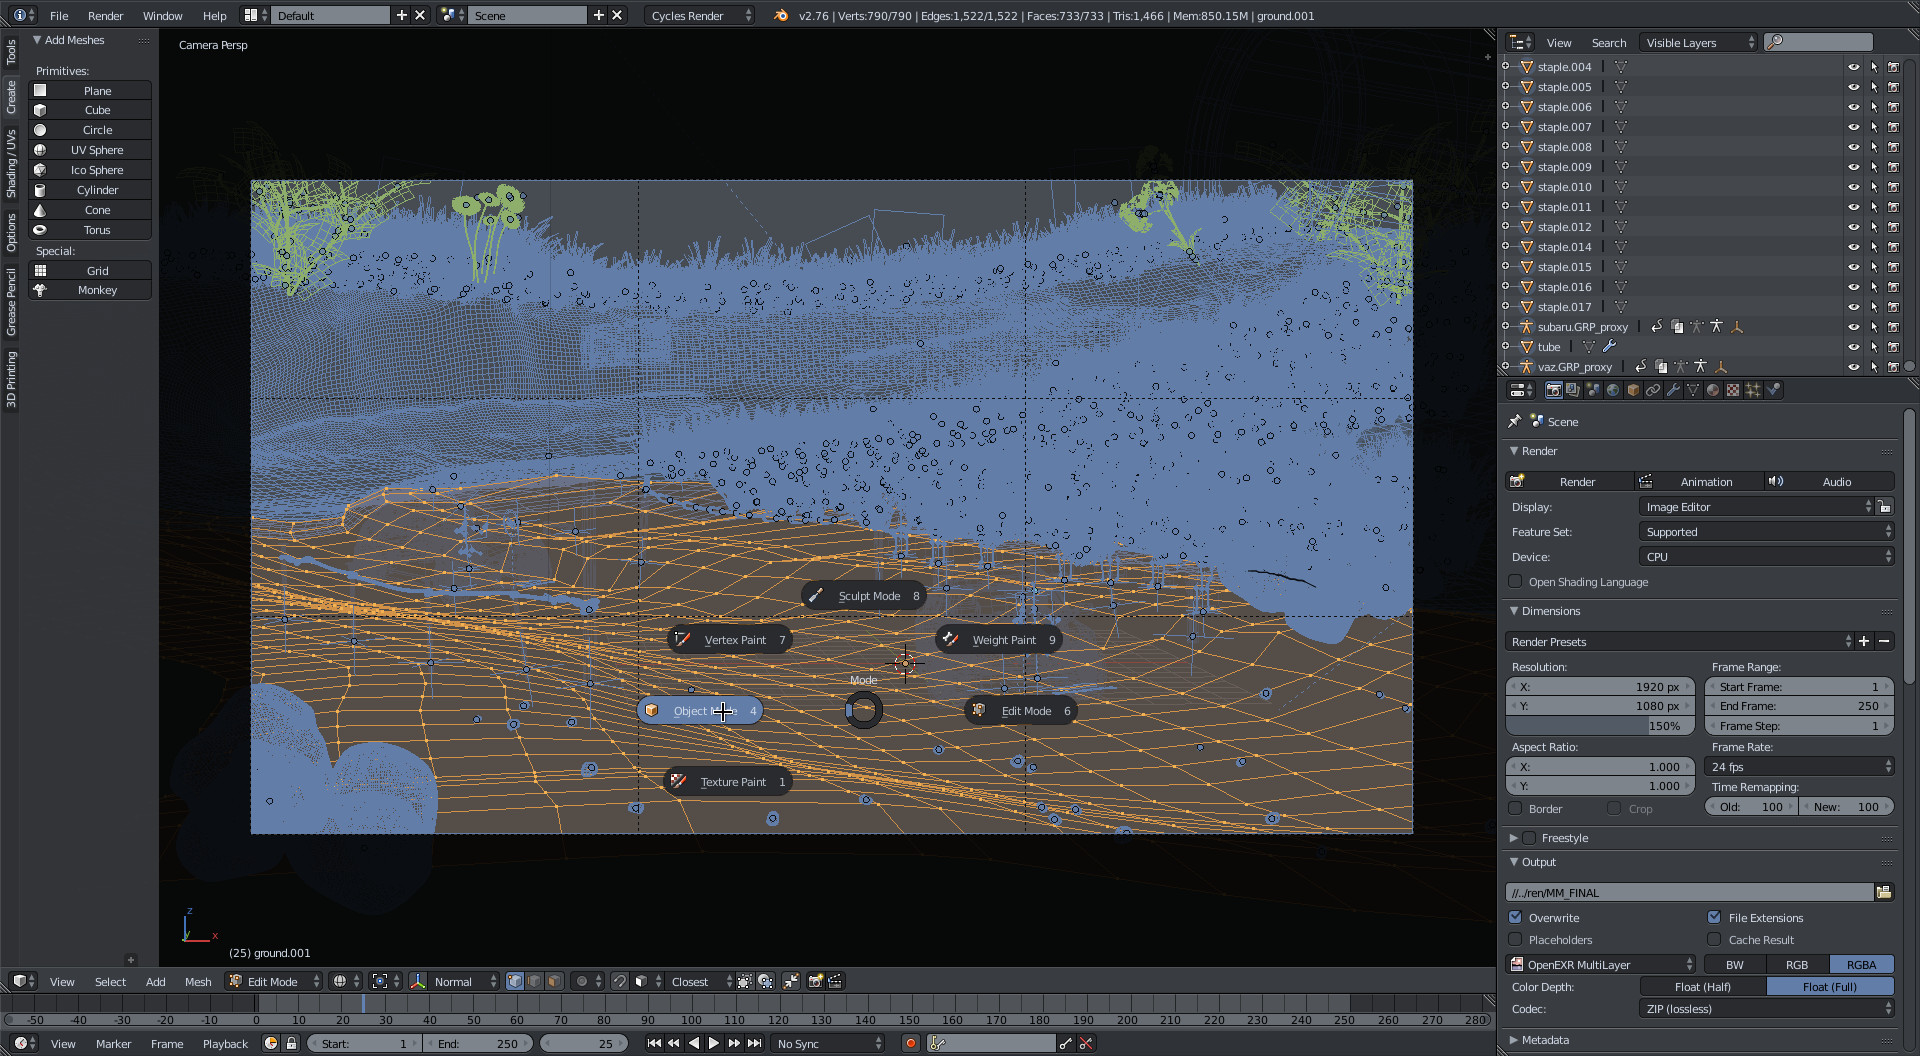 File Render Window Help Default Scene Cycles Render v2.76 | Verts:790/790 | Edges:1,522/1,522 | Faces:733/733 | Tris:1,466 | Mem:850.15M | ground.001
Tools
Create
Shading / UVs
Options
Grease Pencil
3D Printing
Add Meshes
Primitives:
Plane
Cube
Circle
UV Sphere
Ico Sphere
Cylinder
Cone
Torus
Special:
Grid
Monkey
Camera Persp
Sculpt Mode 8
Vertex Paint 7
Weight Paint 9
Mode
Object 4
Edit Mode 6
Texture Paint 1
z
y x
(25) ground.001
View Select Add Mesh Edit Mode Normal Closest
-50 -40 -30 -20 -10 0 10 20 30 40 50 60 70 80 90 100 110 120 130 140 150 160 170 180 190 200 210 220 230 240 250 260 270 280
View Marker Frame Playback Start: 1 End: 250 25 No Sync
View Search Visible Layers
staple.004
staple.005
staple.006
staple.007
staple.008
staple.009
staple.010
staple.011
staple.012
staple.014
staple.015
staple.016
staple.017
subaru.GRP_proxy
tube
vaz.GRP_proxy
Scene
Render
Render Animation Audio
Display: Image Editor
Feature Set: Supported
Device: CPU
Open Shading Language
Dimensions
Render Presets
Resolution: Frame Range:
X: 1920 px Start Frame: 1
Y: 1080 px End Frame: 250
150% Frame Step: 1
Aspect Ratio: Frame Rate:
X: 1.000 24 fps
Y: 1.000 Time Remapping:
Border Crop Old: 100 New: 100
Freestyle
Output
//../ren/MM_FINAL
Overwrite File Extensions
Placeholders Cache Result
OpenEXR MultiLayer BW RGB RGBA
Color Depth: Float (Half) Float (Full)
Codec: ZIP (lossless)
Metadata